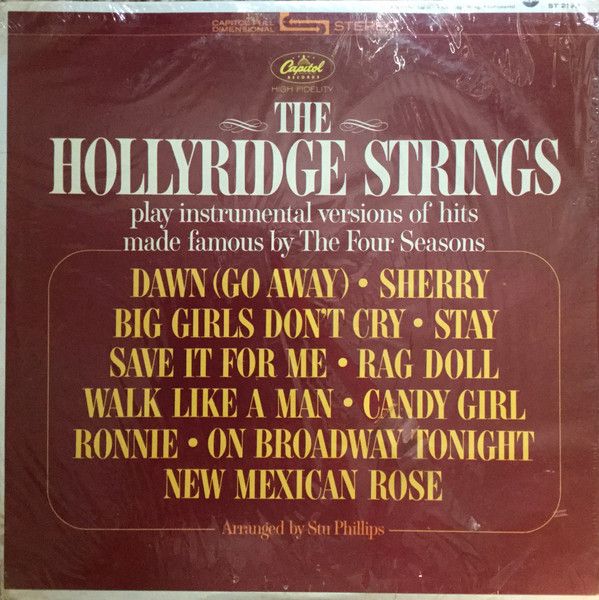 CAPITOL FULL
DIMENSIONAL
STEREO
Capitol
RECORDS
HIGH FIDELITY
THE
HOLLYRIDGE STRINGS
play instrumental versions of hits
made famous by The Four Seasons
DAWN (GO AWAY) • SHERRY
BIG GIRLS DON'T CRY • STAY
SAVE IT FOR ME • RAG DOLL
WALK LIKE A MAN • CANDY GIRL
RONNIE • ON BROADWAY TONIGHT
NEW MEXICAN ROSE
Arranged by Stu Phillips